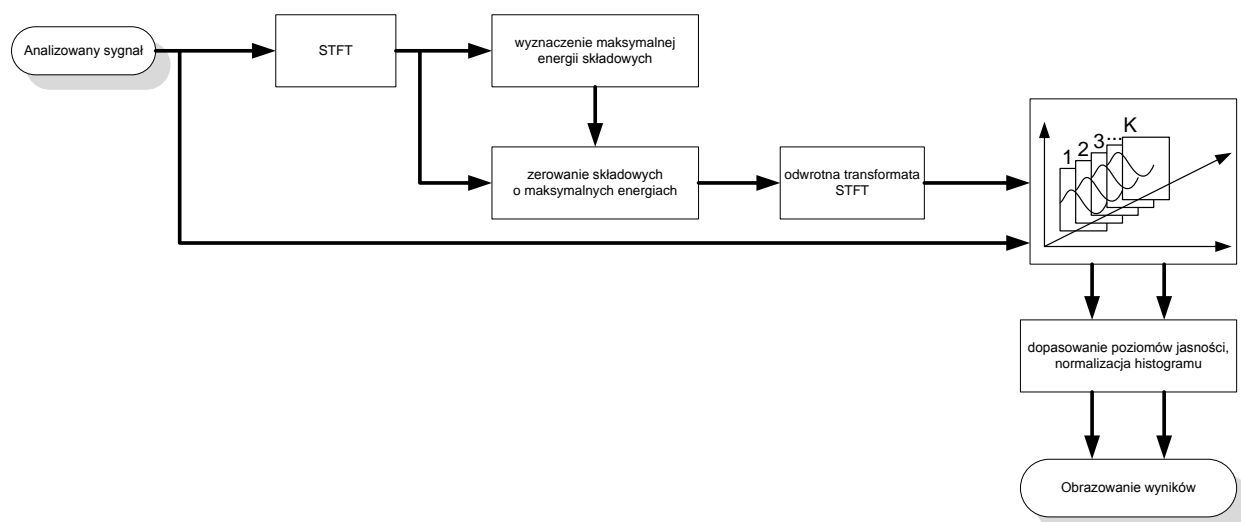 Analizowany sygnał
STFT
wyznaczenie maksymalnej
energii składowych
zerowanie składowych
o maksymalnych energiach
odwrotna transformata
STFT
1 2 3 ... K
dopasowanie poziomów jasności,
normalizacja histogramu
Obrazowanie wyników